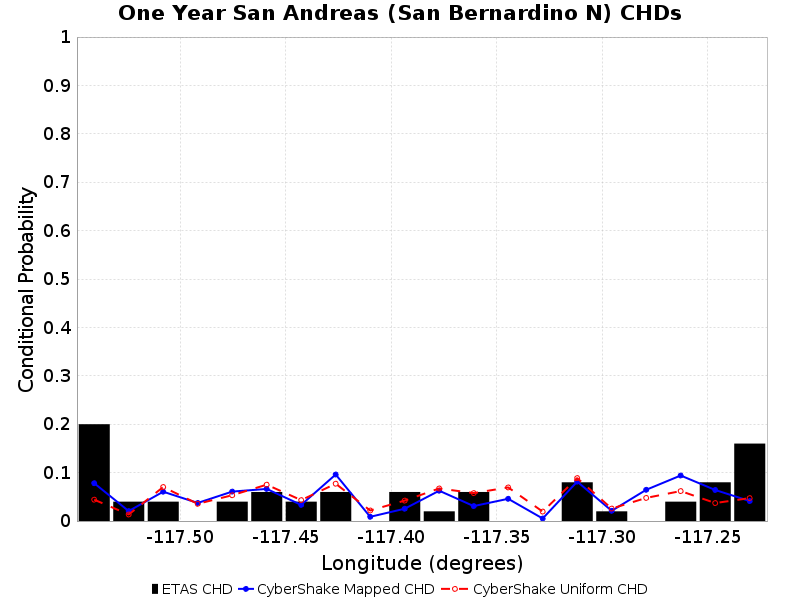 One Year San Andreas (San Bernardino N) CHDs
1
0.9
0.8
0.7
0.6
0.5
0.4
0.3
0.2
0.1
0
Conditional Probability
-117.50 -117.45 -117.40 -117.35 -117.30 -117.25
Longitude (degrees)
ETAS CHD CyberShake Mapped CHD CyberShake Uniform CHD